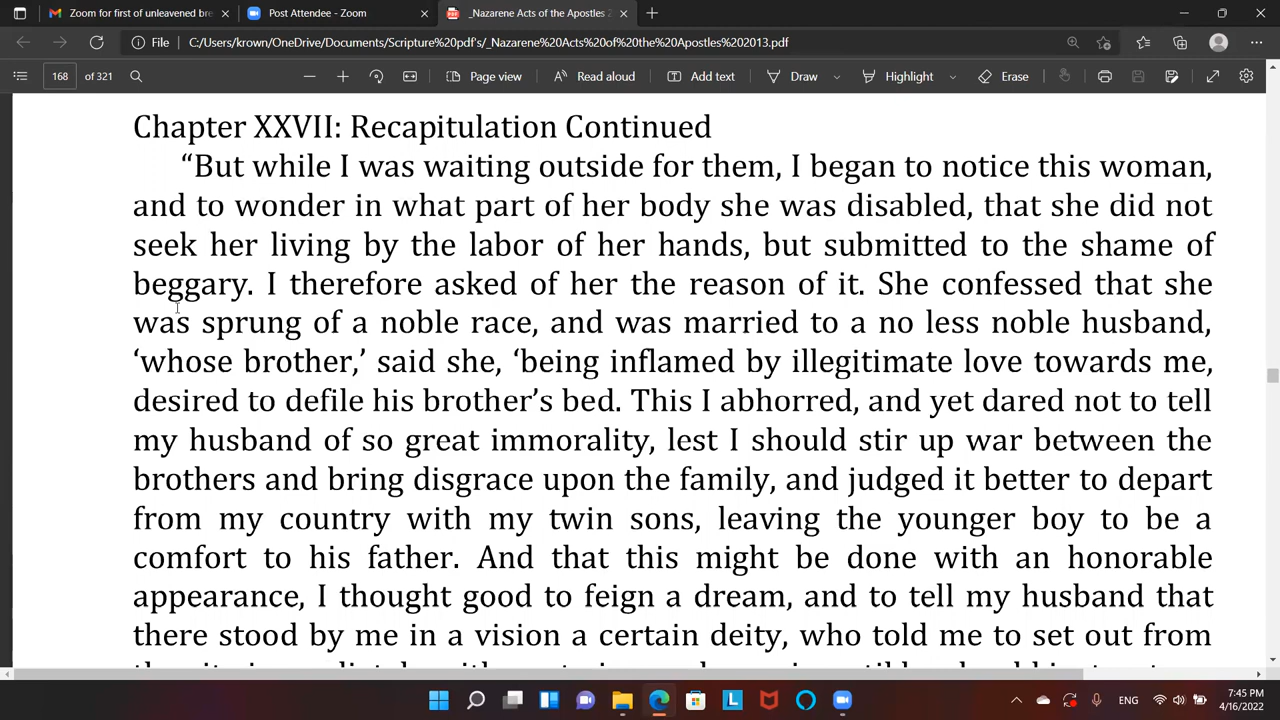 Zoom for first of unleavened bre
Post Attendee - Zoom
_Nazarene Acts of the Apostles 2
File
C:/Users/krown/OneDrive/Documents/Scripture%20pdf's/_Nazarene%20Acts%20of%20the%20Apostles%202013.pdf
168 of 321
Page view
Read aloud
Add text
Draw
Highlight
Erase
Chapter XXVII: Recapitulation Continued
“But while I was waiting outside for them, I began to notice this woman,
and to wonder in what part of her body she was disabled, that she did not
seek her living by the labor of her hands, but submitted to the shame of
beggary. I therefore asked of her the reason of it. She confessed that she
was sprung of a noble race, and was married to a no less noble husband,
‘whose brother,’ said she, ‘being inflamed by illegitimate love towards me,
desired to defile his brother’s bed. This I abhorred, and yet dared not to tell
my husband of so great immorality, lest I should stir up war between the
brothers and bring disgrace upon the family, and judged it better to depart
from my country with my twin sons, leaving the younger boy to be a
comfort to his father. And that this might be done with an honorable
appearance, I thought good to feign a dream, and to tell my husband that
there stood by me in a vision a certain deity, who told me to set out from
ENG
7:45 PM
4/16/2022